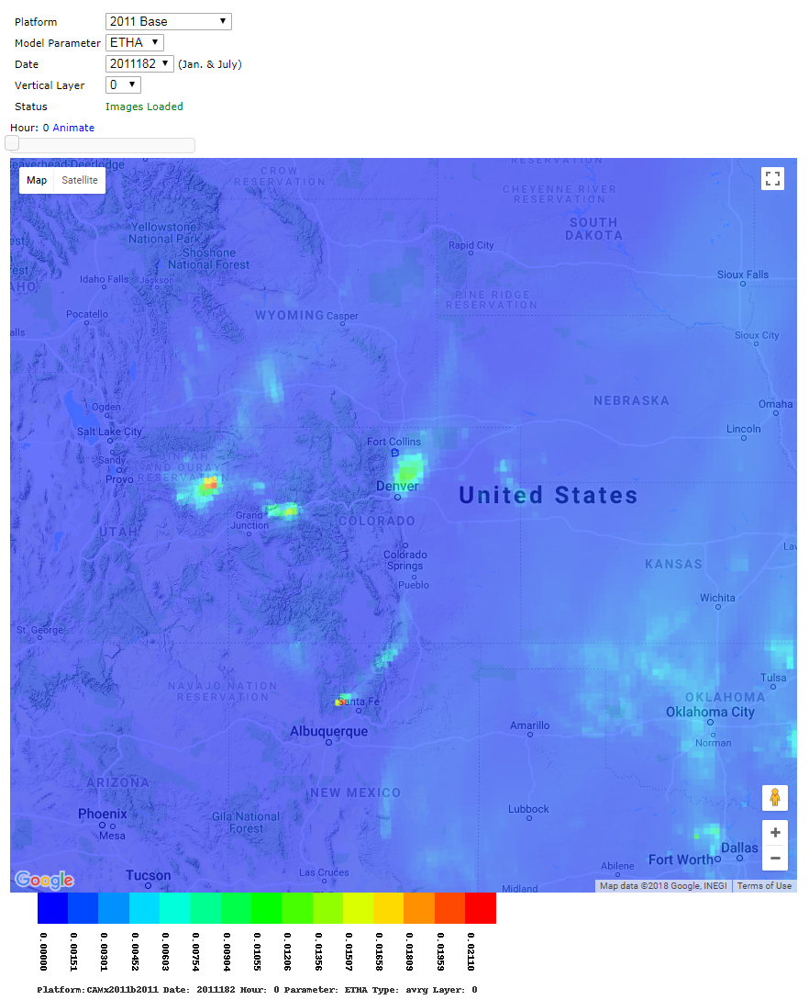 Platform 2011 Base
Model Parameter ETHA
Date 2011182 (Jan. & July)
Vertical Layer 0
Status Images Loaded
Hour: 0 Animate
Map Satellite
eaverhead-Deerlodge
CROW
RESERVATION
RESERVATION
CHEYENNE RIVER
RESERVATION
Yellowstone
National Park
SOUTH
DAKOTA
Rapid City
Shoshone
National Forest
Idaho Falls
Jackson
Sioux Falls
PINE RIDGE
RESERVATION
Pocatello
WYOMING
Casper
Sioux City
NEBRASKA
Omaha
Ogden
Salt Lake City
Lincoln
Fort Collins
Sandy
Provo
UINTAH
AND OURAY
RESERVATION
Denver
United States
Grand
Junction
COLORADO
UTAH
Colorado
Springs
KANSAS
Pueblo
Wichita
St. George
NAVAJO NATION
RESERVATION
Tulsa
Santa Fe
OKLAHOMA
Oklahoma City
Albuquerque
Amarillo
Norman
ARIZONA
NEW MEXICO
Phoenix
Mesa
Gila National
Forest
Lubbock
Dallas
Fort Worth
Tucson
Las Cruces
Abilene
Midland
Google
Map data ©2018 Google, INEGI Terms of Use
0.00000
0.00151
0.00301
0.00452
0.00603
0.00754
0.00904
0.01055
0.01206
0.01356
0.01507
0.01658
0.01809
0.01959
0.02110
Platform:CAMx2011b2011 Date: 2011182 Hour: 0 Parameter: ETHA Type: avrg Layer: 0